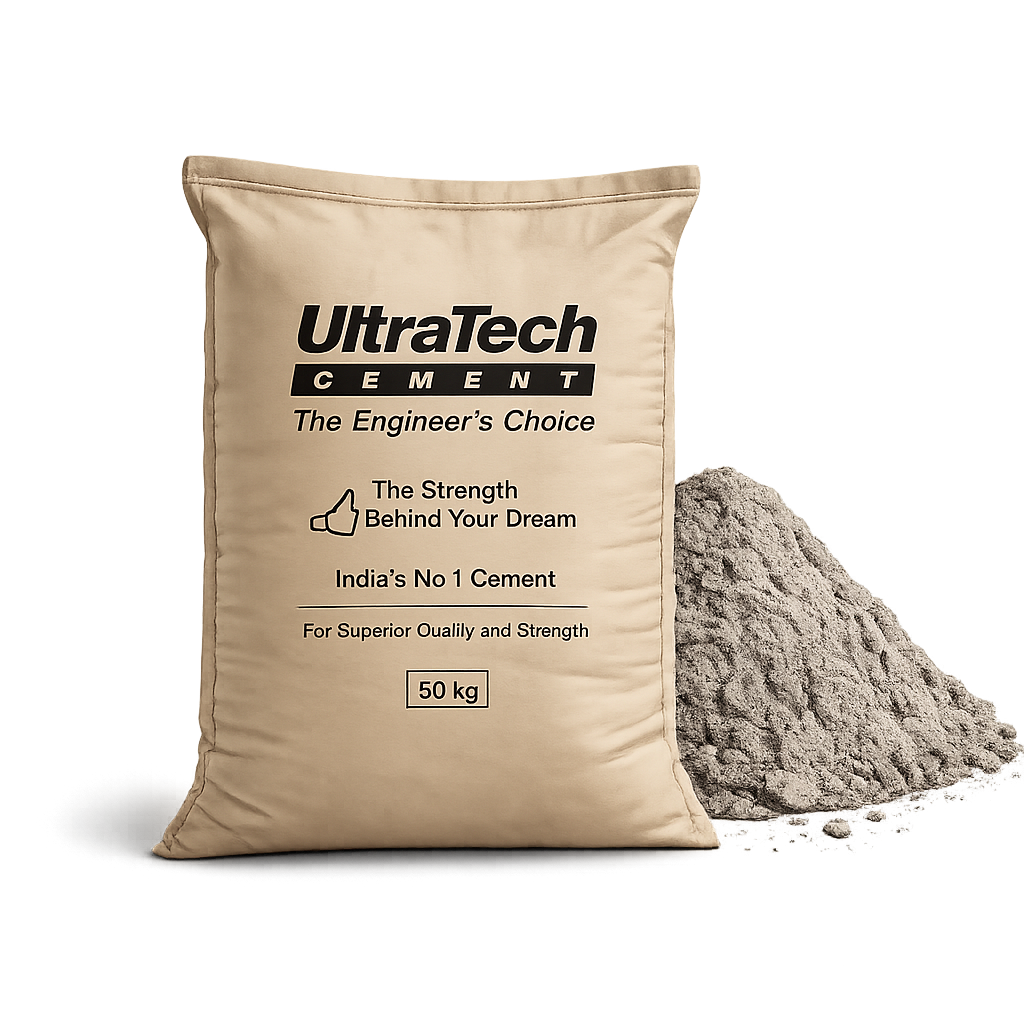 UltraTech
CEMENT
The Engineer's Choice
The Strength
Behind Your Dream
India's No 1 Cement
For Superior Oualily and Strength
50 kg